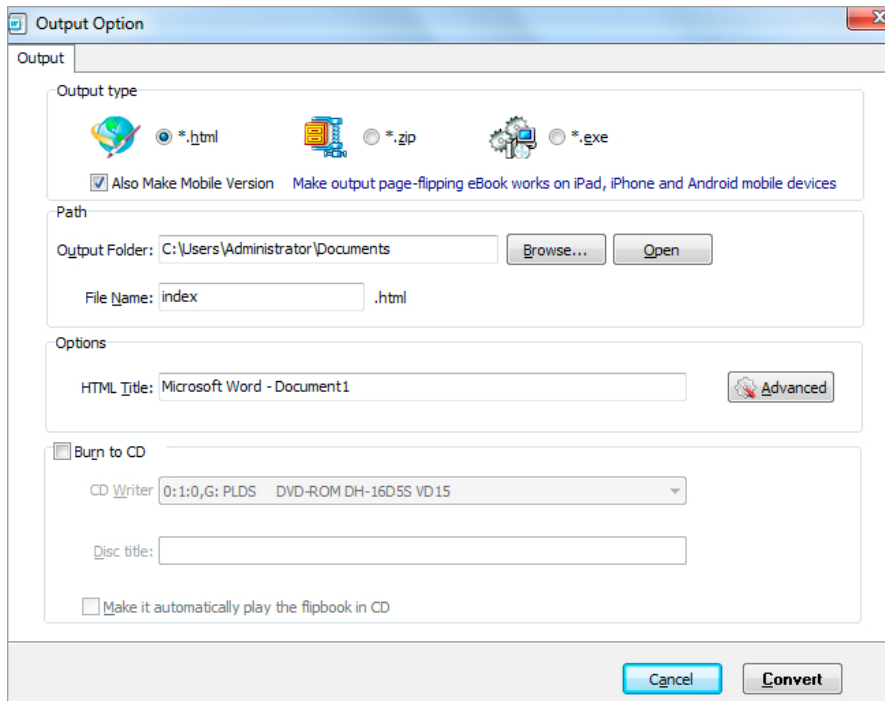 Output Option
Output
Output type
*.html
*.zip
*.exe
Also Make Mobile Version Make output page-flipping eBook works on iPad, iPhone and Android mobile devices
Path
Output Folder: C:\Users\Administrator\Documents Browse... Open
File Name: index .html
Options
HTML Title: Microsoft Word - Document1 Advanced
Burn to CD
CD Writer 0:1:0,G: PLDS DVD-ROM DH-16D5S VD15
Disc title:
Make it automatically play the flipbook in CD
Cancel Convert